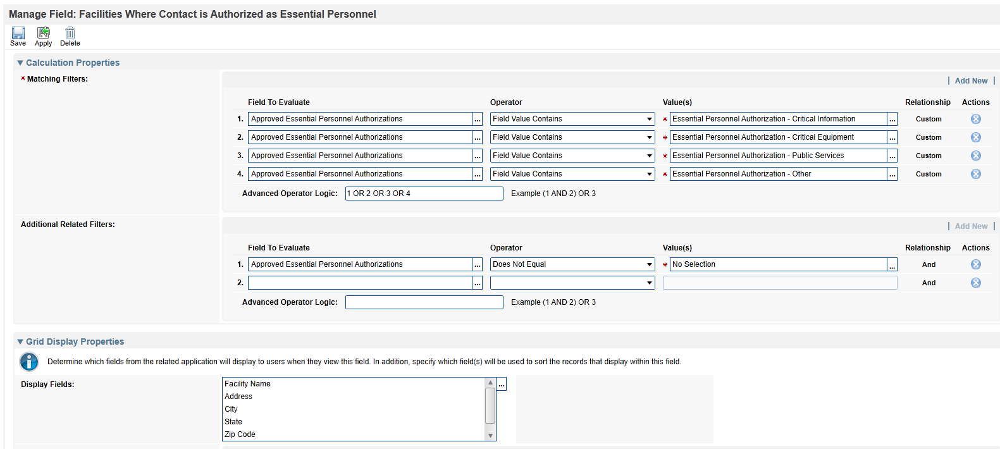 Manage Field: Facilities Where Contact is Authorized as Essential Personnel
Save Apply Delete
▼ Calculation Properties
* Matching Filters:
| Add New |
Field To Evaluate Operator Value(s) Relationship Actions
1. Approved Essential Personnel Authorizations ... Field Value Contains * Essential Personnel Authorization - Critical Information ... Custom
2. Approved Essential Personnel Authorizations ... Field Value Contains * Essential Personnel Authorization - Critical Equipment ... Custom
3. Approved Essential Personnel Authorizations ... Field Value Contains * Essential Personnel Authorization - Public Services ... Custom
4. Approved Essential Personnel Authorizations ... Field Value Contains * Essential Personnel Authorization - Other ... Custom
Advanced Operator Logic: 1 OR 2 OR 3 OR 4 Example (1 AND 2) OR 3
Additional Related Filters:
| Add New |
Field To Evaluate Operator Value(s) Relationship Actions
1. Approved Essential Personnel Authorizations ... Does Not Equal * No Selection ... And
2. ... And
Advanced Operator Logic: Example (1 AND 2) OR 3
▼ Grid Display Properties
Determine which fields from the related application will display to users when they view this field. In addition, specify which field(s) will be used to sort the records that display within this field.
Display Fields:
Facility Name ...
Address
City
State
Zip Code